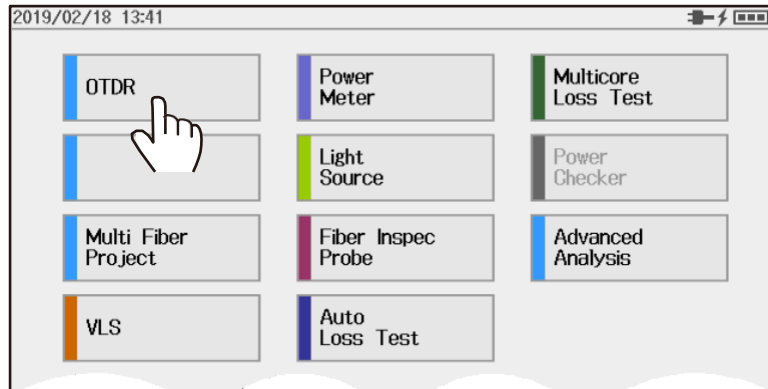 2019/02/18 13:41
OTDR
Power
Meter
Multicore
Loss Test
Light
Source
Power
Checker
Multi Fiber
Project
Fiber Inspec
Probe
Advanced
Analysis
VLS
Auto
Loss Test